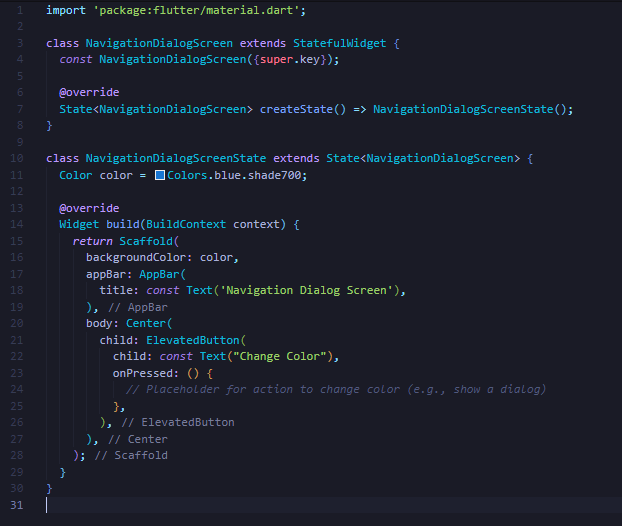 1 import 'package:flutter/material.dart';
2
3 class NavigationDialogScreen extends StatefulWidget {
4 const NavigationDialogScreen({super.key});
5
6 @override
7 State<NavigationDialogScreen> createState() => NavigationDialogScreenState();
8 }
9
10 class NavigationDialogScreenState extends State<NavigationDialogScreen> {
11 Color color = Colors.blue.shade700;
12
13 @override
14 Widget build(BuildContext context) {
15 return Scaffold(
16 backgroundColor: color,
17 appBar: AppBar(
18 title: const Text('Navigation Dialog Screen'),
19 ), // AppBar
20 body: Center(
21 child: ElevatedButton(
22 child: const Text("Change Color"),
23 onPressed: () {
24 // Placeholder for action to change color (e.g., show a dialog)
25 },
26 ), // ElevatedButton
27 ), // Center
28 ); // Scaffold
29 }
30 }
31